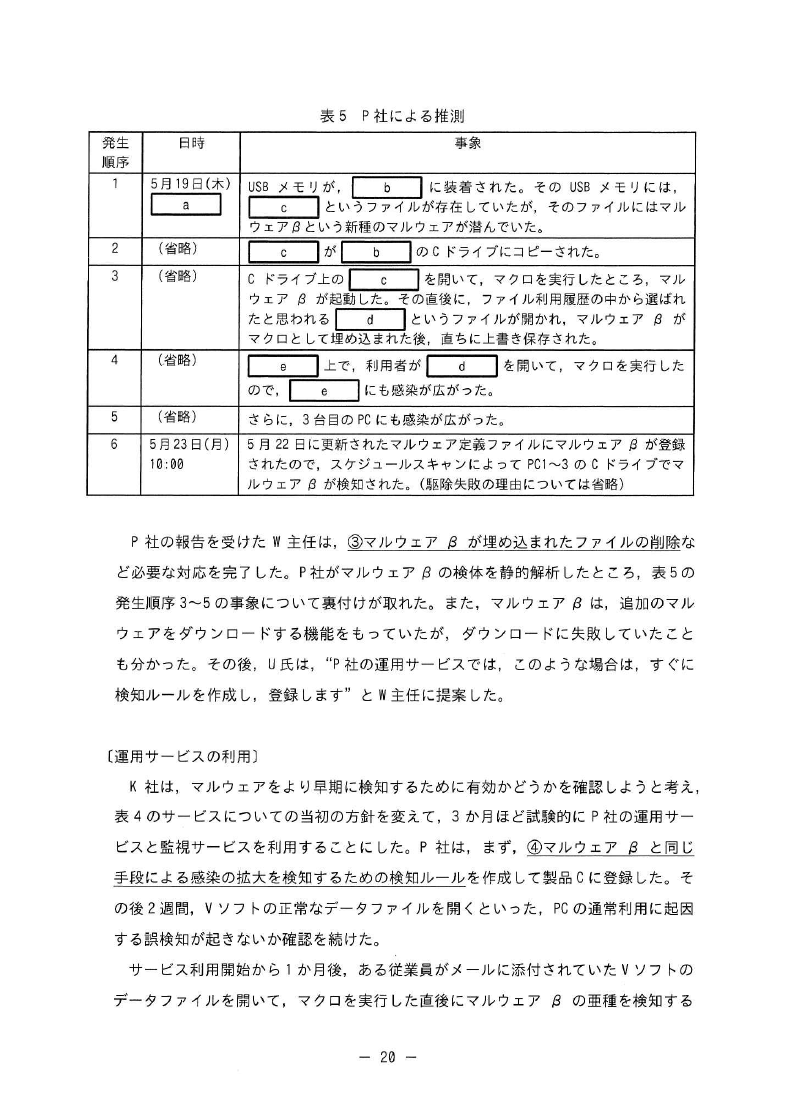 表5 P社による推測
発生
順序
日時
事象
1
5月19日(木)
a
USB メモリが, b に装着された。その USB メモリには,
c というファイルが存在していたが, そのファイルにはマル
ウェアβという新種のマルウェアが潜んでいた。
2
(省略)
c が b のCドライブにコピーされた。
3
(省略)
C ドライブ上の c を開いて, マクロを実行したところ, マル
ウェア β が起動した。その直後に, ファイル利用履歴の中から選ばれ
たと思われる d というファイルが開かれ, マルウェア β が
マクロとして埋め込まれた後, 直ちに上書き保存された。
4
(省略)
e 上で, 利用者が d を開いて, マクロを実行した
ので, e にも感染が広がった。
5
(省略)
さらに, 3台目のPCにも感染が広がった。
6
5月23日(月)
10:00
5月22日に更新されたマルウェア定義ファイルにマルウェア β が登録
されたので, スケジュールスキャンによって PC1〜3 のCドライブでマ
ルウェア β が検知された。(駆除失敗の理由については省略)
P社の報告を受けたW主任は, ③マルウェア β が埋め込まれたファイルの削除な
ど必要な対応を完了した。P社がマルウェアβの検体を静的解析したところ, 表5の
発生順序3〜5の事象について裏付けが取れた。また, マルウェアβは, 追加のマル
ウェアをダウンロードする機能をもっていたが, ダウンロードに失敗していたこと
も分かった。その後, U氏は, “P社の運用サービスでは, このような場合は, すぐに
検知ルールを作成し, 登録します” とW主任に提案した。
〔運用サービスの利用〕
K社は, マルウェアをより早期に検知するために有効かどうかを確認しようと考え,
表4のサービスについての当初の方針を変えて, 3か月ほど試験的にP社の運用サー
ビスと監視サービスを利用することにした。P社は, まず, ④マルウェア β と同じ
手段による感染の拡大を検知するための検知ルールを作成して製品Cに登録した。そ
の後2週間, Vソフトの正常なデータファイルを開くといった, PCの通常利用に起因
する誤検知が起きないか確認を続けた。
サービス利用開始から1か月後, ある従業員がメールに添付されていたVソフトの
データファイルを開いて, マクロを実行した直後にマルウェア β の亜種を検知する
− 20 −